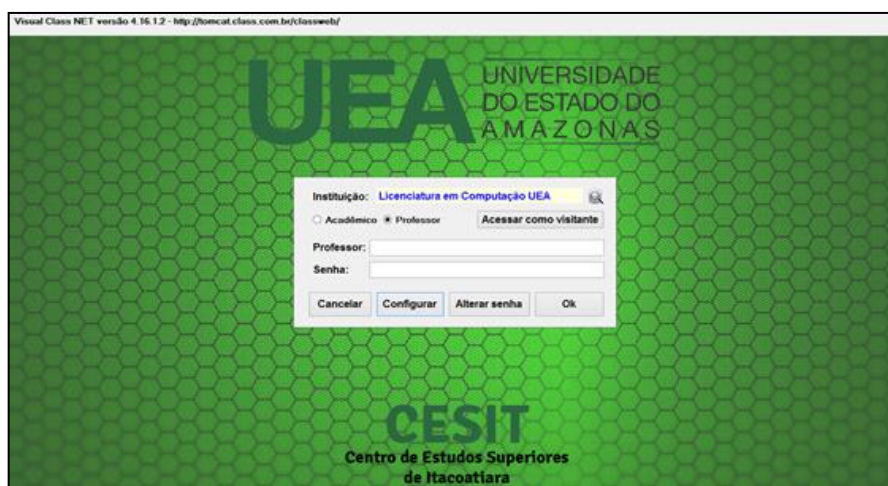 Visual Class NET versão 4.16.1.2 - http://tomcat.class.com.br/classweb/
UEA
UNIVERSIDADE
DO ESTADO DO
AMAZONAS
Instituição: Licenciatura em Computação UEA
Acadêmico Professor Acessar como visitante
Professor:
Senha:
Cancelar Configurar Alterar senha Ok
CESIT
Centro de Estudos Superiores
de Itacoatiara